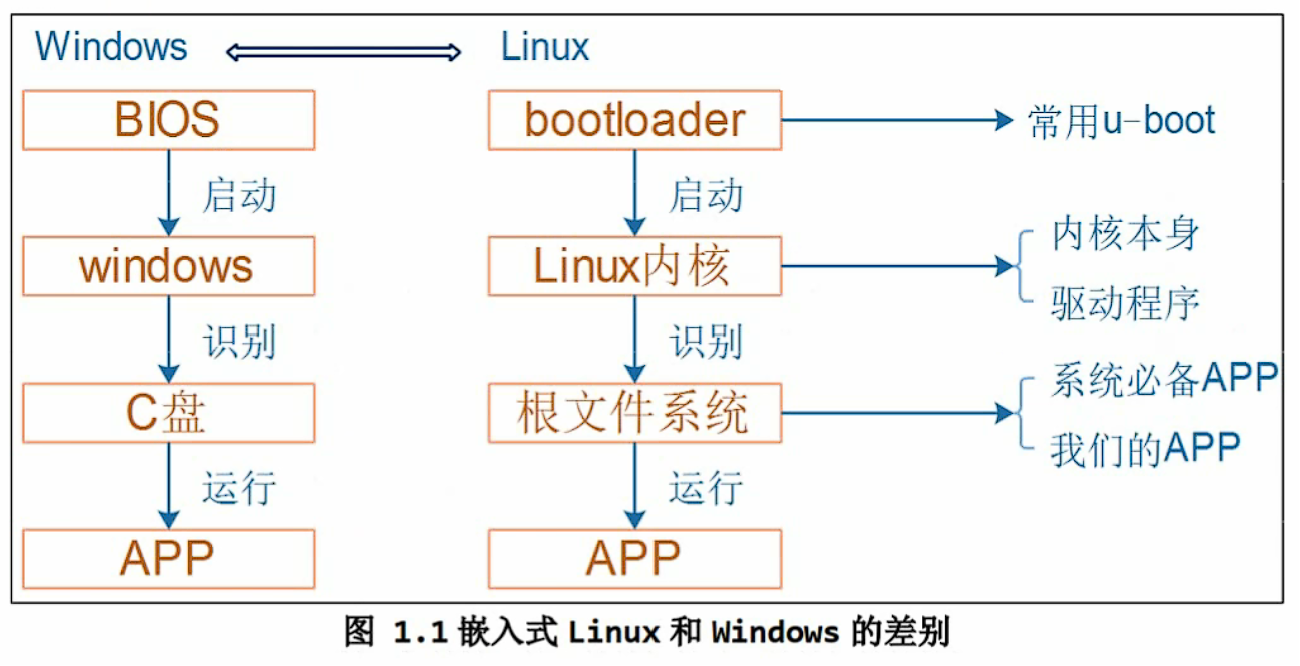 Windows
Linux
BIOS
bootloader
常用u-boot
启动
启动
windows
Linux内核
内核本身
驱动程序
识别
识别
C盘
根文件系统
系统必备APP
我们的APP
运行
运行
APP
APP
图 1.1 嵌入式 Linux 和 Windows 的差别